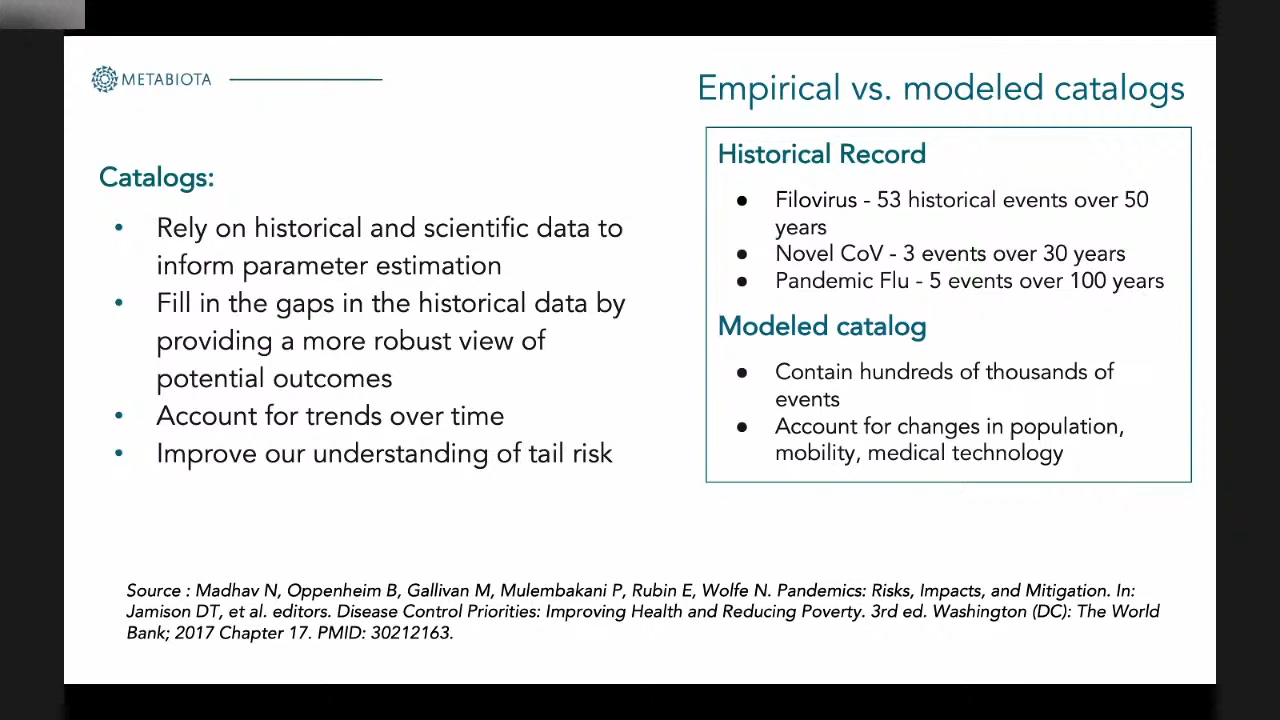 METABIOTA
Empirical vs. modeled catalogs
Catalogs:
• Rely on historical and scientific data to
inform parameter estimation
• Fill in the gaps in the historical data by
providing a more robust view of
potential outcomes
• Account for trends over time
• Improve our understanding of tail risk
Historical Record
● Filovirus - 53 historical events over 50
years
● Novel CoV - 3 events over 30 years
● Pandemic Flu - 5 events over 100 years
Modeled catalog
● Contain hundreds of thousands of
events
● Account for changes in population,
mobility, medical technology
Source : Madhav N, Oppenheim B, Gallivan M, Mulembakani P, Rubin E, Wolfe N. Pandemics: Risks, Impacts, and Mitigation. In:
Jamison DT, et al. editors. Disease Control Priorities: Improving Health and Reducing Poverty. 3rd ed. Washington (DC): The World
Bank; 2017 Chapter 17. PMID: 30212163.